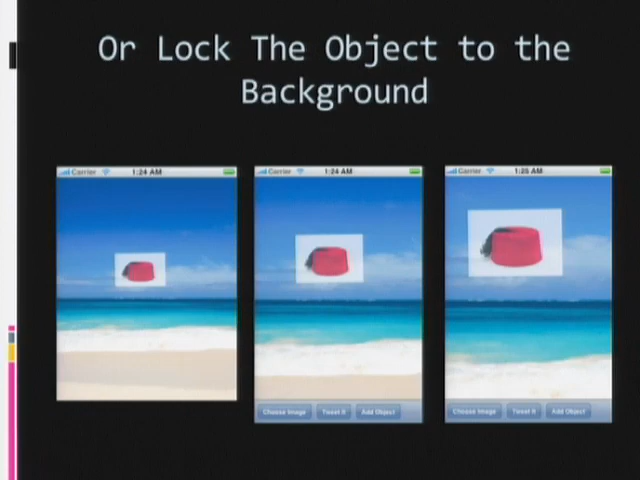 Or Lock The Object to the
Background
Carrier 1:24 AM
Carrier 1:24 AM
Carrier 1:25 AM
Choose Image Tweet It Add Object
Choose Image Tweet It Add Object